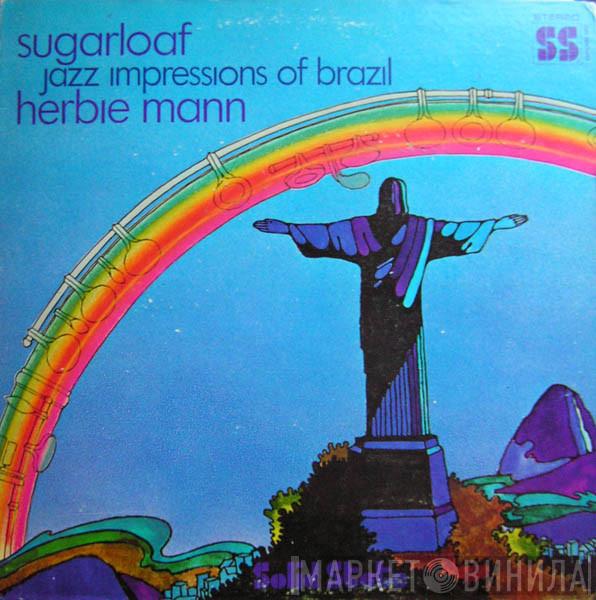 sugarloaf
jazz impressions of brazil
herbie mann
STEREO
SS
МАРКЕТ ВИНИЛА